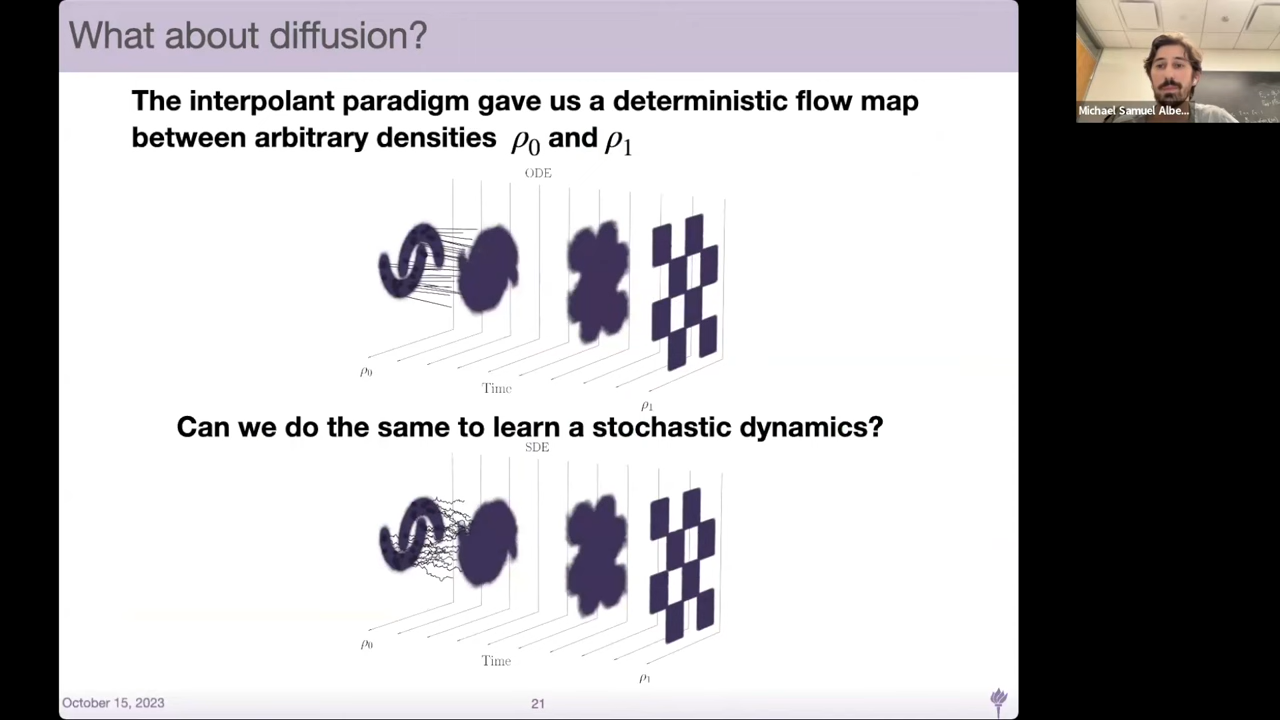 What about diffusion?
The interpolant paradigm gave us a deterministic flow map
between arbitrary densities ρ₀ and ρ₁
ODE
ρ₀
Time
ρ₁
Can we do the same to learn a stochastic dynamics?
SDE
ρ₀
Time
ρ₁
October 15, 2023
21
Michael Samuel Albe...